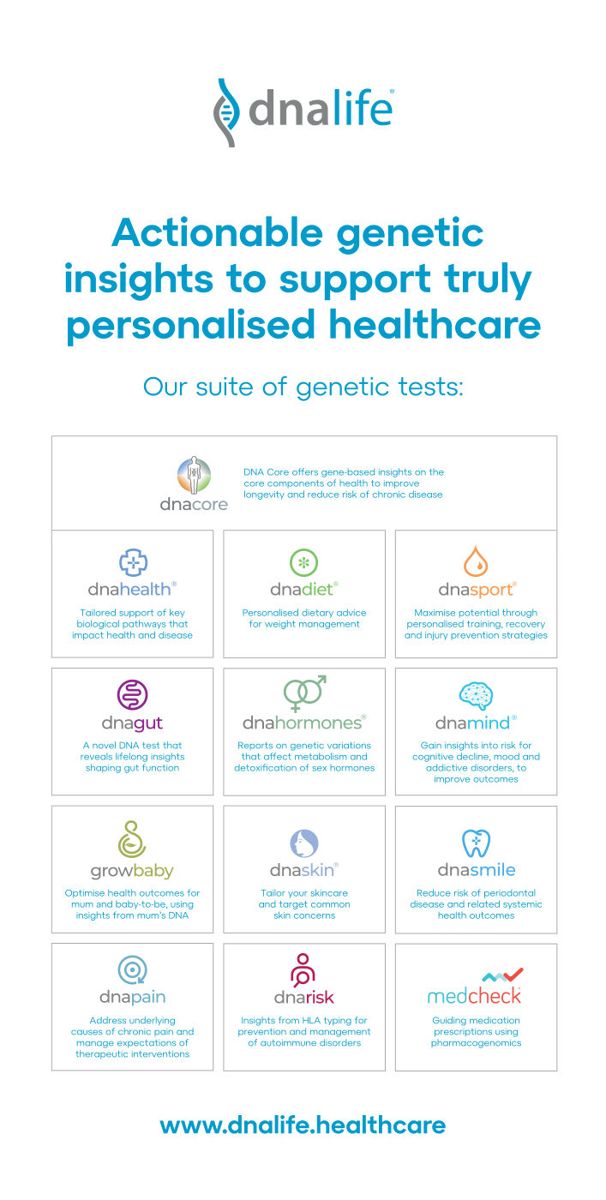 dnalife®
Actionable genetic
insights to support truly
personalised healthcare
Our suite of genetic tests:
dnacore
DNA Core offers gene-based insights on the
core components of health to improve
longevity and reduce risk of chronic disease
dnahealth®
Tailored support of key
biological pathways that
impact health and disease
dnadiet®
Personalised dietary advice
for weight management
dnasport®
Maximise potential through
personalised training, recovery
and injury prevention strategies
dnagut
A novel DNA test that
reveals lifelong insights
shaping gut function
dnahormones®
Reports on genetic variations
that affect metabolism and
detoxification of sex hormones
dnamind®
Gain insights into risk for
cognitive decline, mood and
addictive disorders, to
improve outcomes
growbaby
Optimise health outcomes for
mum and baby-to-be, using
insights from mum's DNA
dnaskin®
Tailor your skincare
and target common
skin concerns
dnasmile
Reduce risk of periodontal
disease and related systemic
health outcomes
dnapain
Address underlying
causes of chronic pain and
manage expectations of
therapeutic interventions
dnarisk
Insights from HLA typing for
prevention and management
of autoimmune disorders
medcheck
Guiding medication
prescriptions using
pharmacogenomics
www.dnalife.healthcare